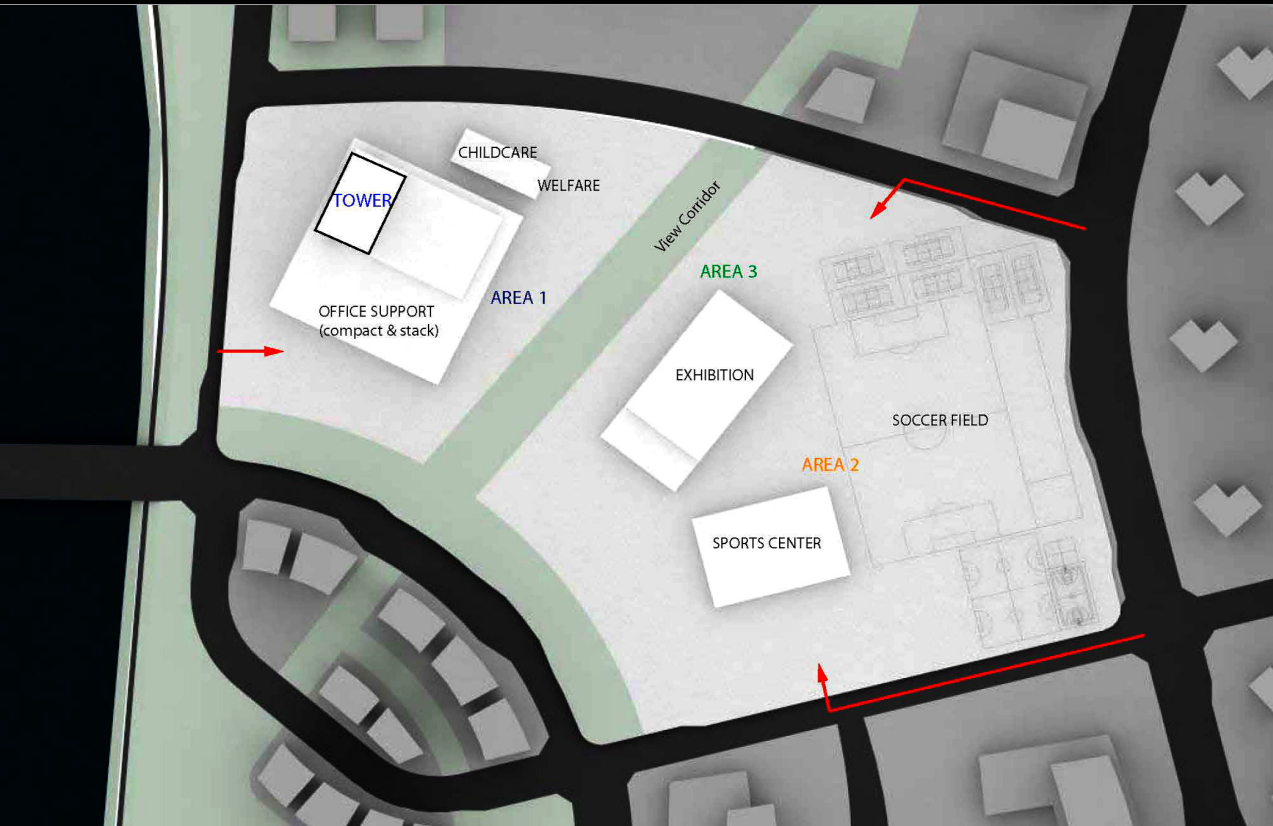 CHILDCARE
WELFARE
TOWER
View Corridor
AREA 3
AREA 1
OFFICE SUPPORT
(compact & stack)
EXHIBITION
SOCCER FIELD
AREA 2
SPORTS CENTER